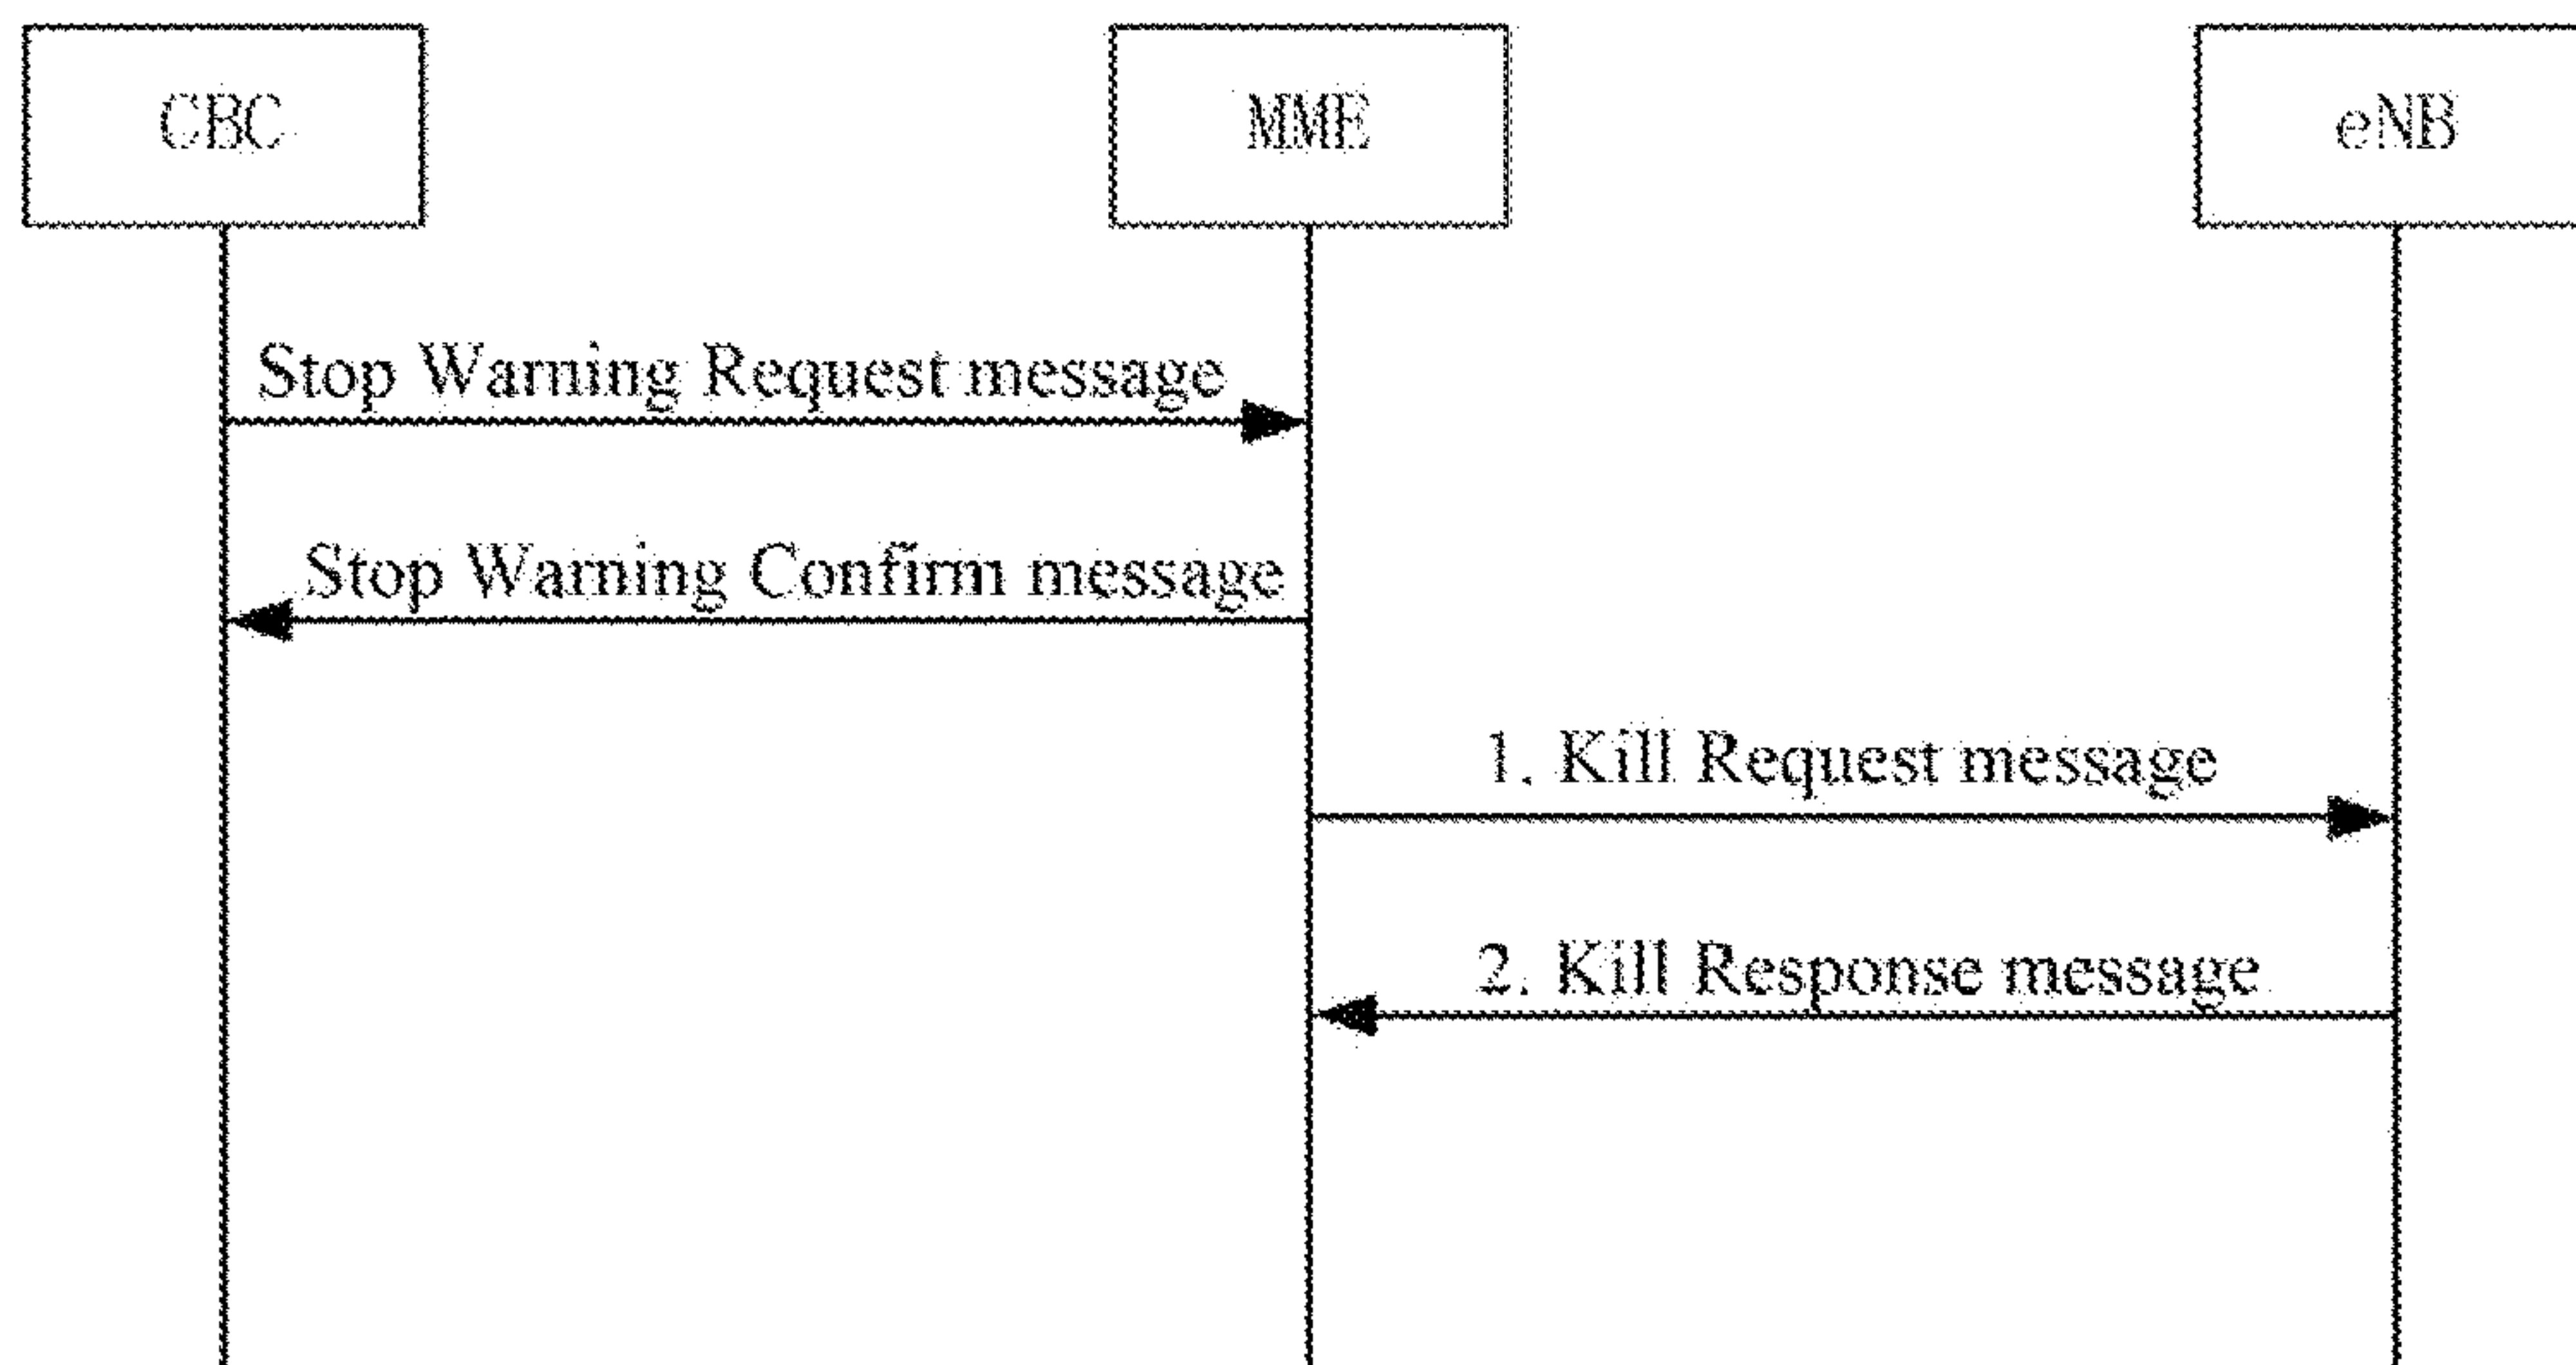 CBC
MME
eNB
Stop Warning Request message
Stop Warning Confirm message
1. Kill Request message
2. Kill Response message